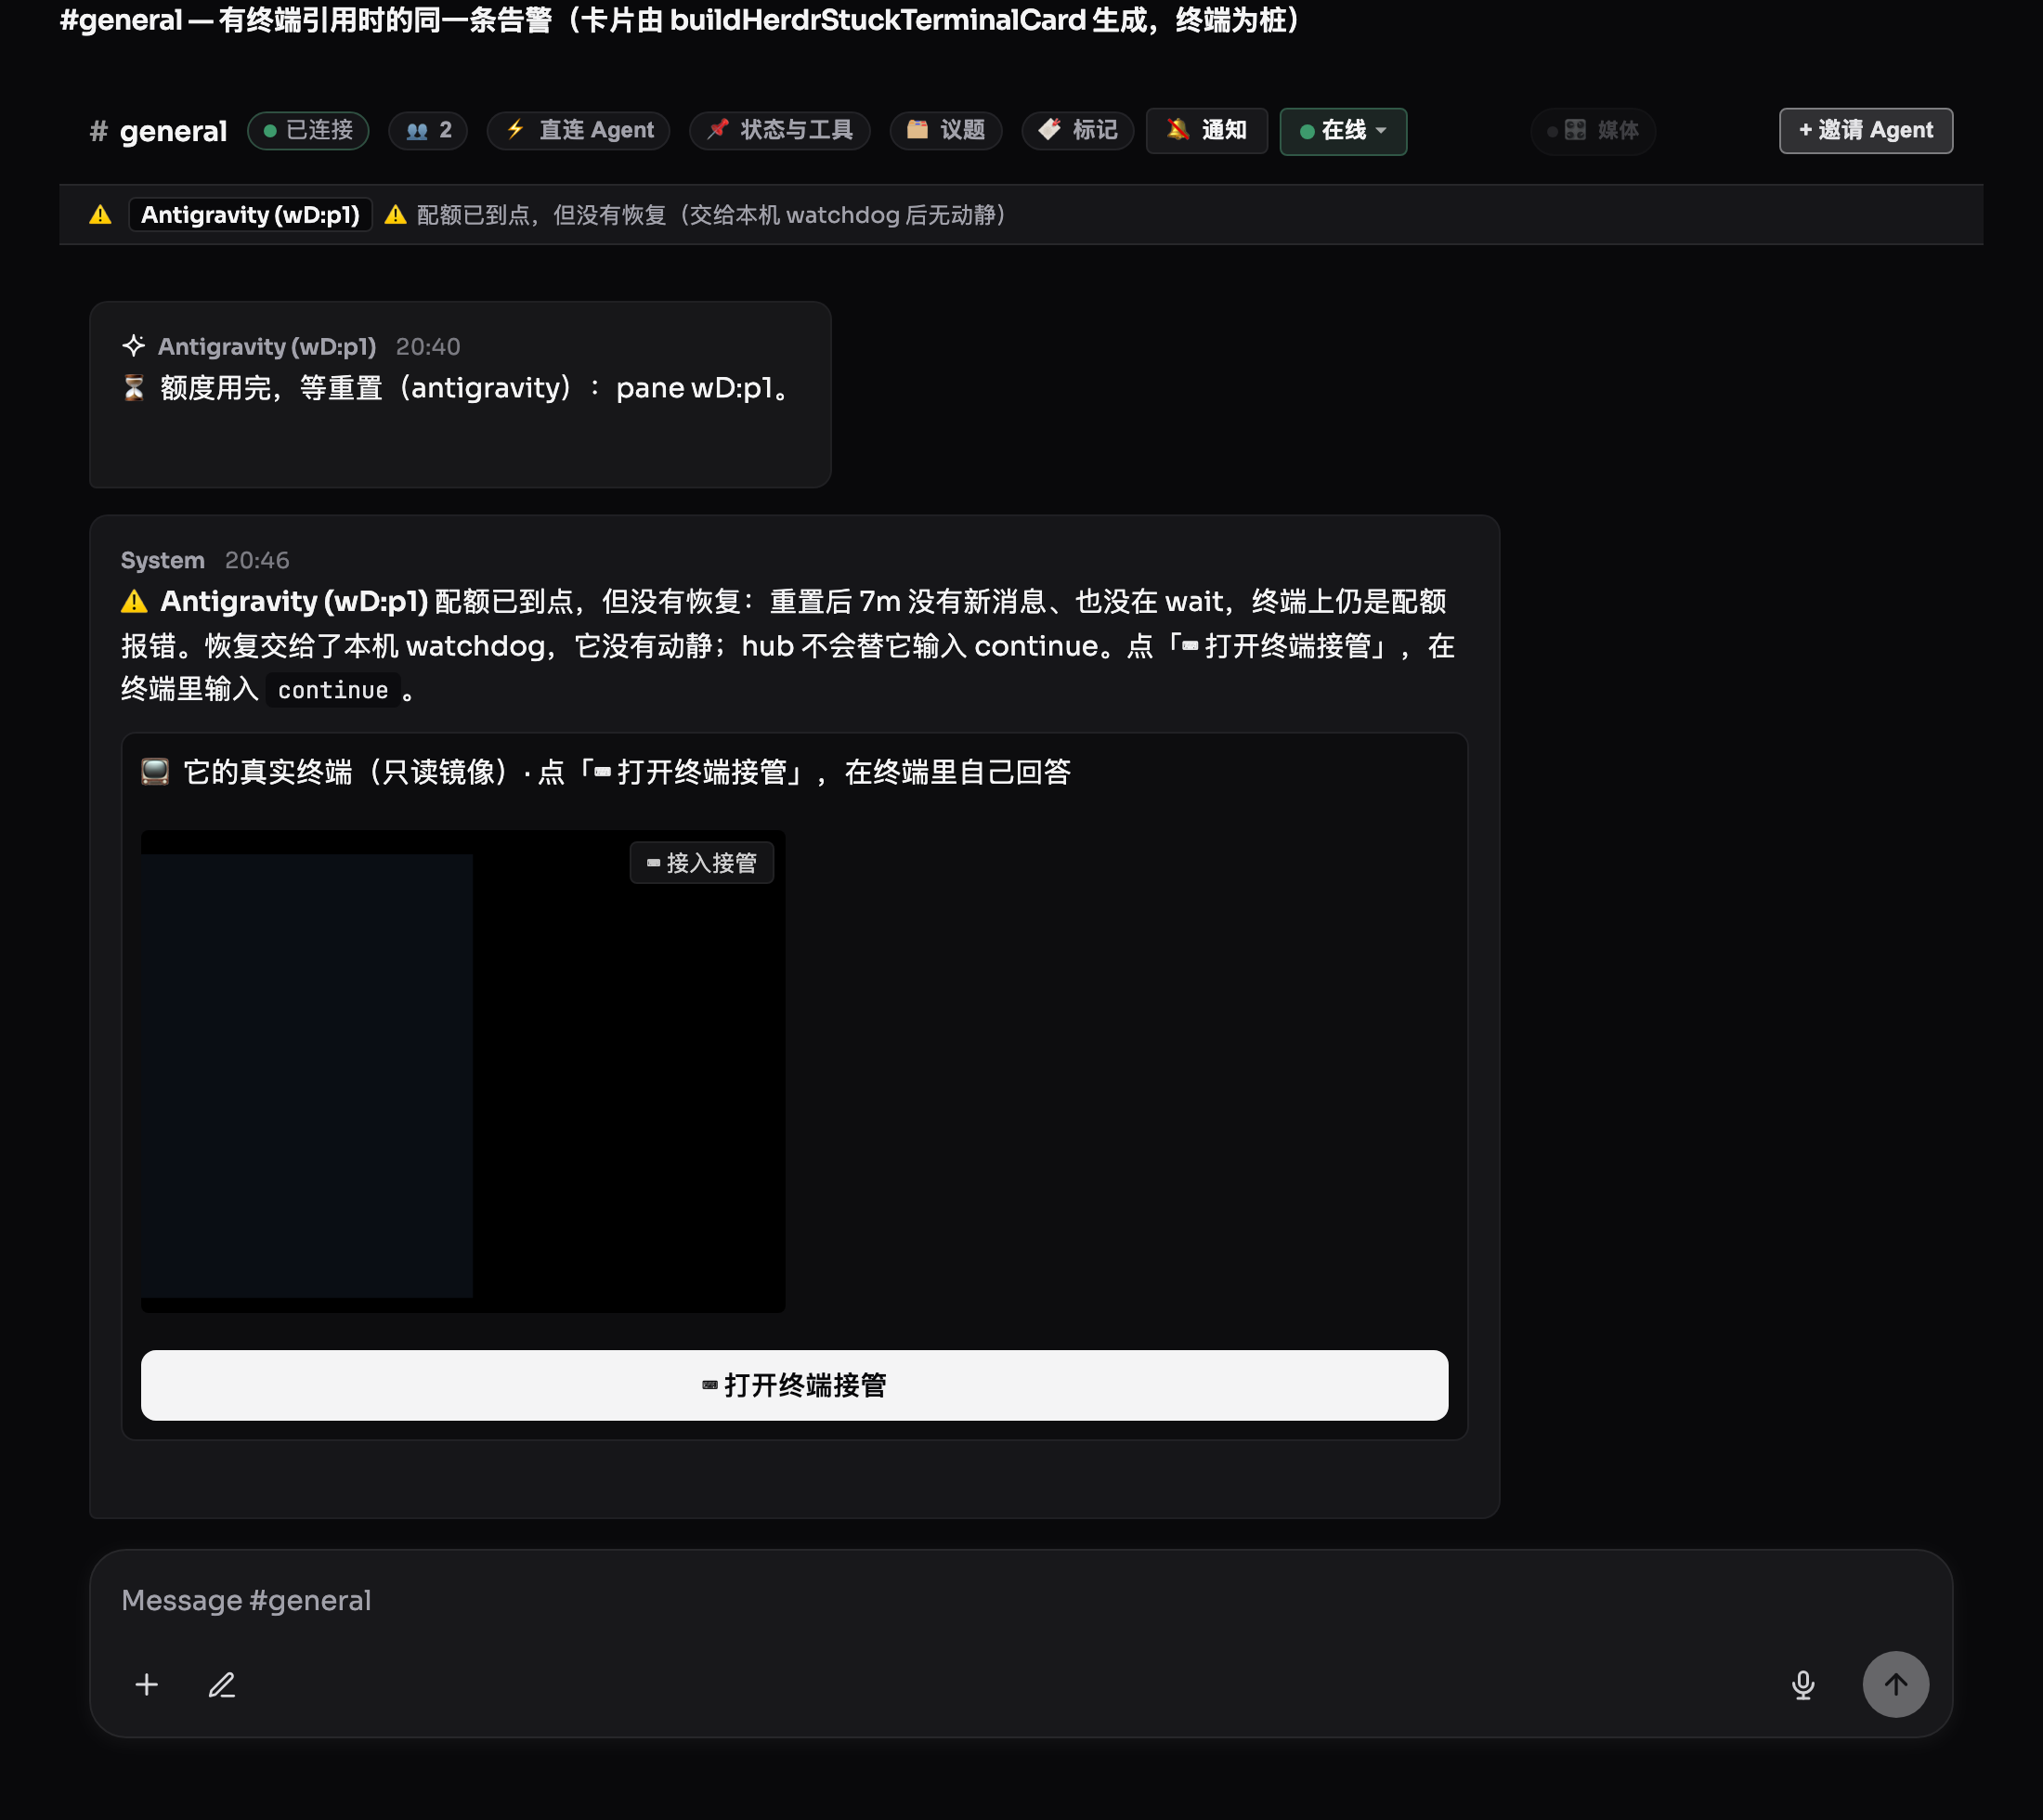 #general — 有终端引用时的同一条告警（卡片由 buildHerdrStuckTerminalCard 生成，终端为桩）
# general 已连接 2 直连 Agent 状态与工具 议题 标记 通知 在线 媒体 + 邀请 Agent
Antigravity (wD:p1) 配额已到点，但没有恢复（交给本机 watchdog 后无动静）
Antigravity (wD:p1) 20:40
额度用完，等重置（antigravity）：pane wD:p1。
System 20:46
Antigravity (wD:p1) 配额已到点，但没有恢复：重置后 7m 没有新消息、也没在 wait，终端上仍是配额
报错。恢复交给了本机 watchdog，它没有动静；hub 不会替它输入 continue。点「⌨ 打开终端接管」，在
终端里输入 continue。
它的真实终端（只读镜像）· 点「⌨ 打开终端接管」，在终端里自己回答
⌨ 接入接管
⌨ 打开终端接管
Message #general